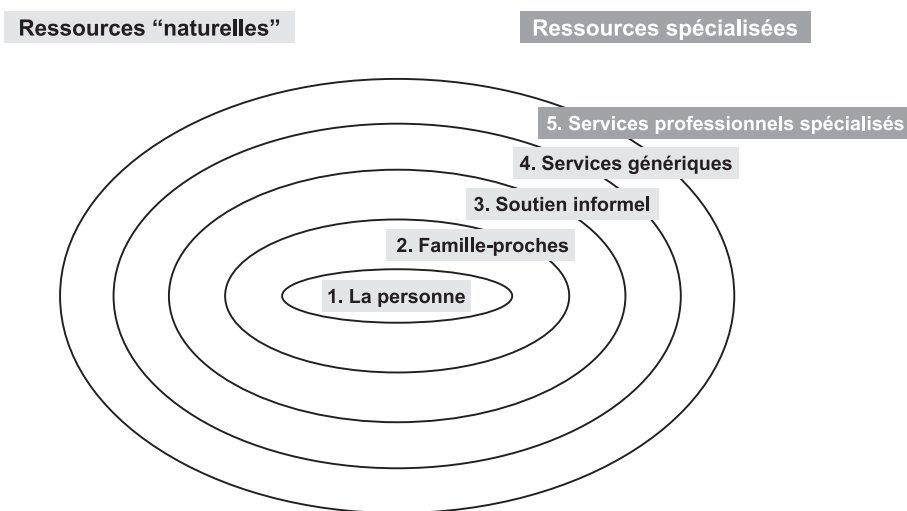 Ressources “naturelles”
Ressources spécialisées
5. Services professionnels spécialisés
4. Services génériques
3. Soutien informel
2. Famille-proches
1. La personne